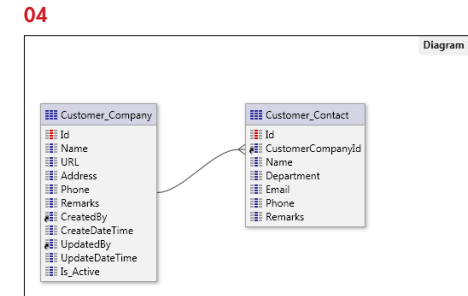 04
Diagram
Customer_Company
Id
Name
URL
Address
Phone
Remarks
CreatedBy
CreateDateTime
UpdatedBy
UpdateDateTime
Is_Active
Customer_Contact
Id
CustomerCompanyId
Name
Department
Email
Phone
Remarks